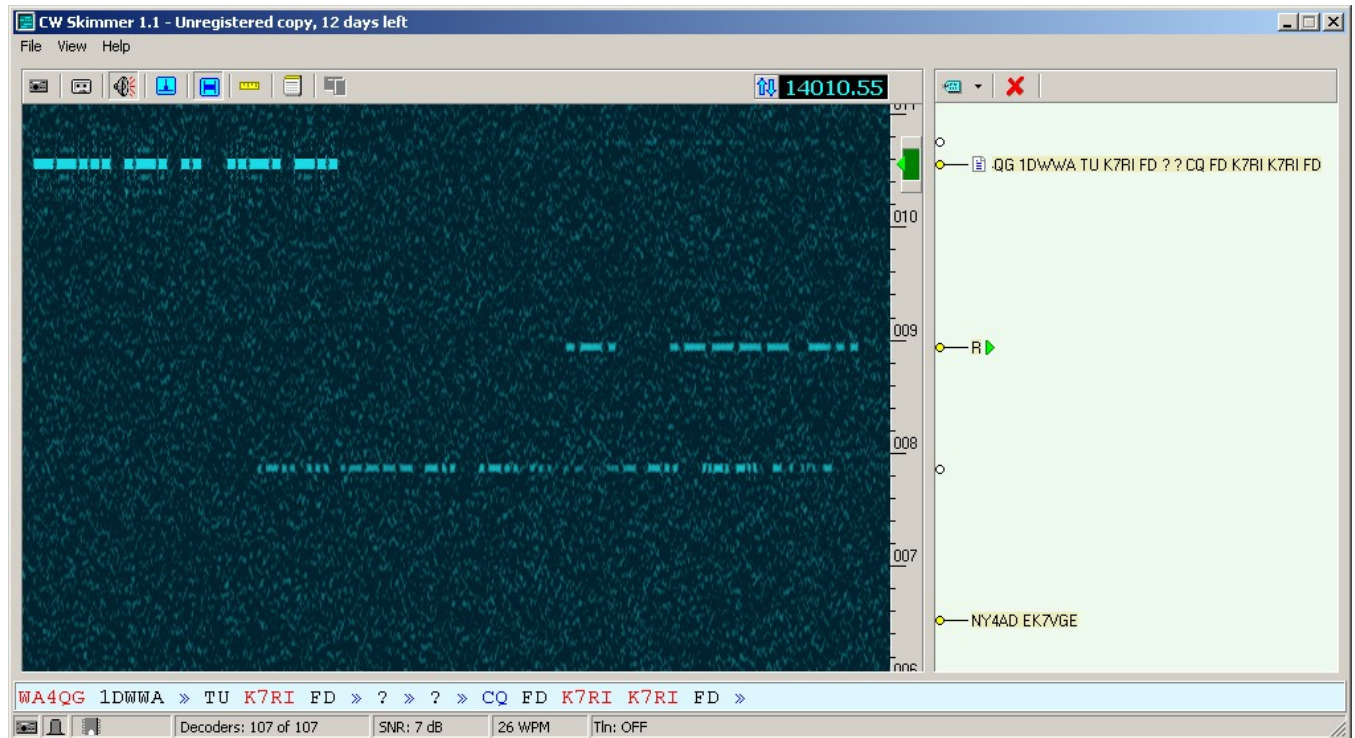 CW Skimmer 1.1 - Unregistered copy, 12 days left
File View Help
14010.55
011
010
009
008
007
006
QG 1DWWA TU K7RI FD ? ? CQ FD K7RI K7RI FD
R
NY4AD EK7VGE
WA4QG 1DWWA » TU K7RI FD » ? » ? » CQ FD K7RI K7RI FD »
Decoders: 107 of 107 SNR: 7 dB 26 WPM Tln: OFF